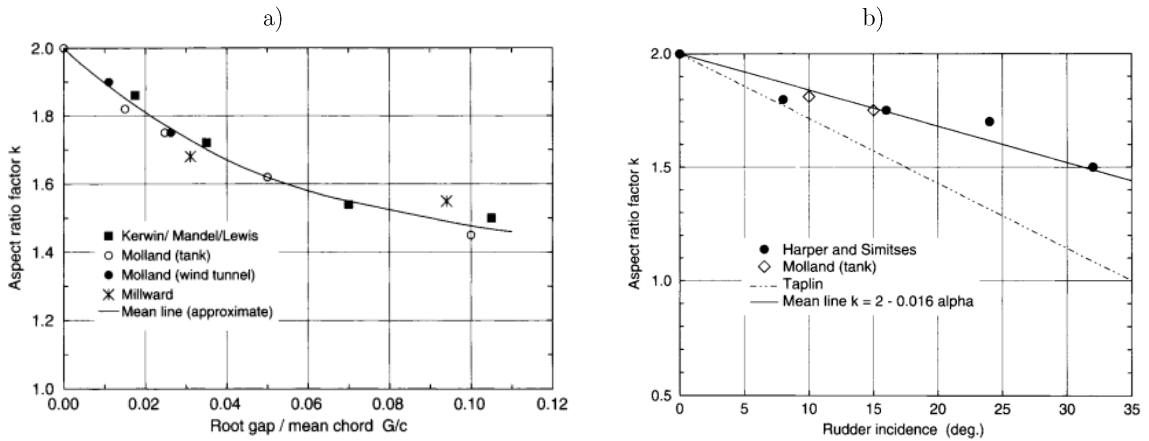 a)
2.0
1.8
1.6
1.4
1.2
1.0
Aspect ratio factor k
Kerwin/ Mandel/Lewis
Molland (tank)
Molland (wind tunnel)
Millward
Mean line (approximate)
0.00 0.02 0.04 0.06 0.08 0.10 0.12
Root gap / mean chord G/c
b)
2.0
1.5
1.0
0.5
Aspect ratio factor k
Harper and Simitses
Molland (tank)
Taplin
Mean line k = 2 - 0.016 alpha
0 5 10 15 20 25 30 35
Rudder incidence (deg.)